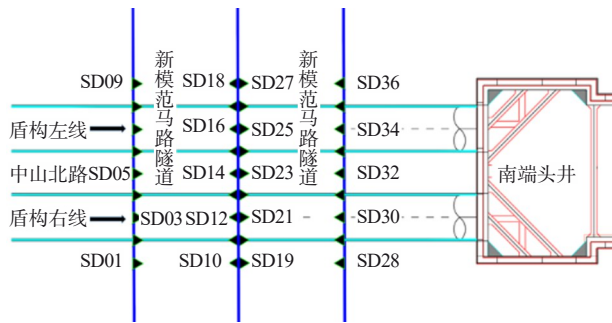 SD09 新模范马路隧道 SD18 SD27 新模范马路隧道 SD36
盾构左线 SD16 SD25 SD34
中山北路SD05 SD14 SD23 SD32 南端头井
盾构右线 SD03 SD12 SD21 SD30
SD01 SD10 SD19 SD28